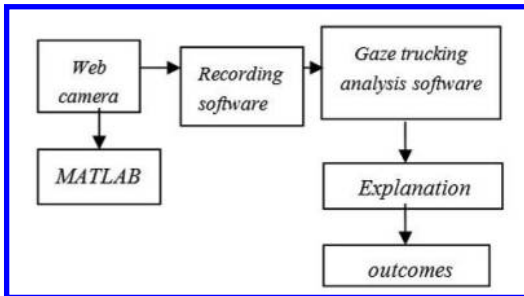 Web
camera
Recording
software
Gaze trucking
analysis software
MATLAB
Explanation
outcomes